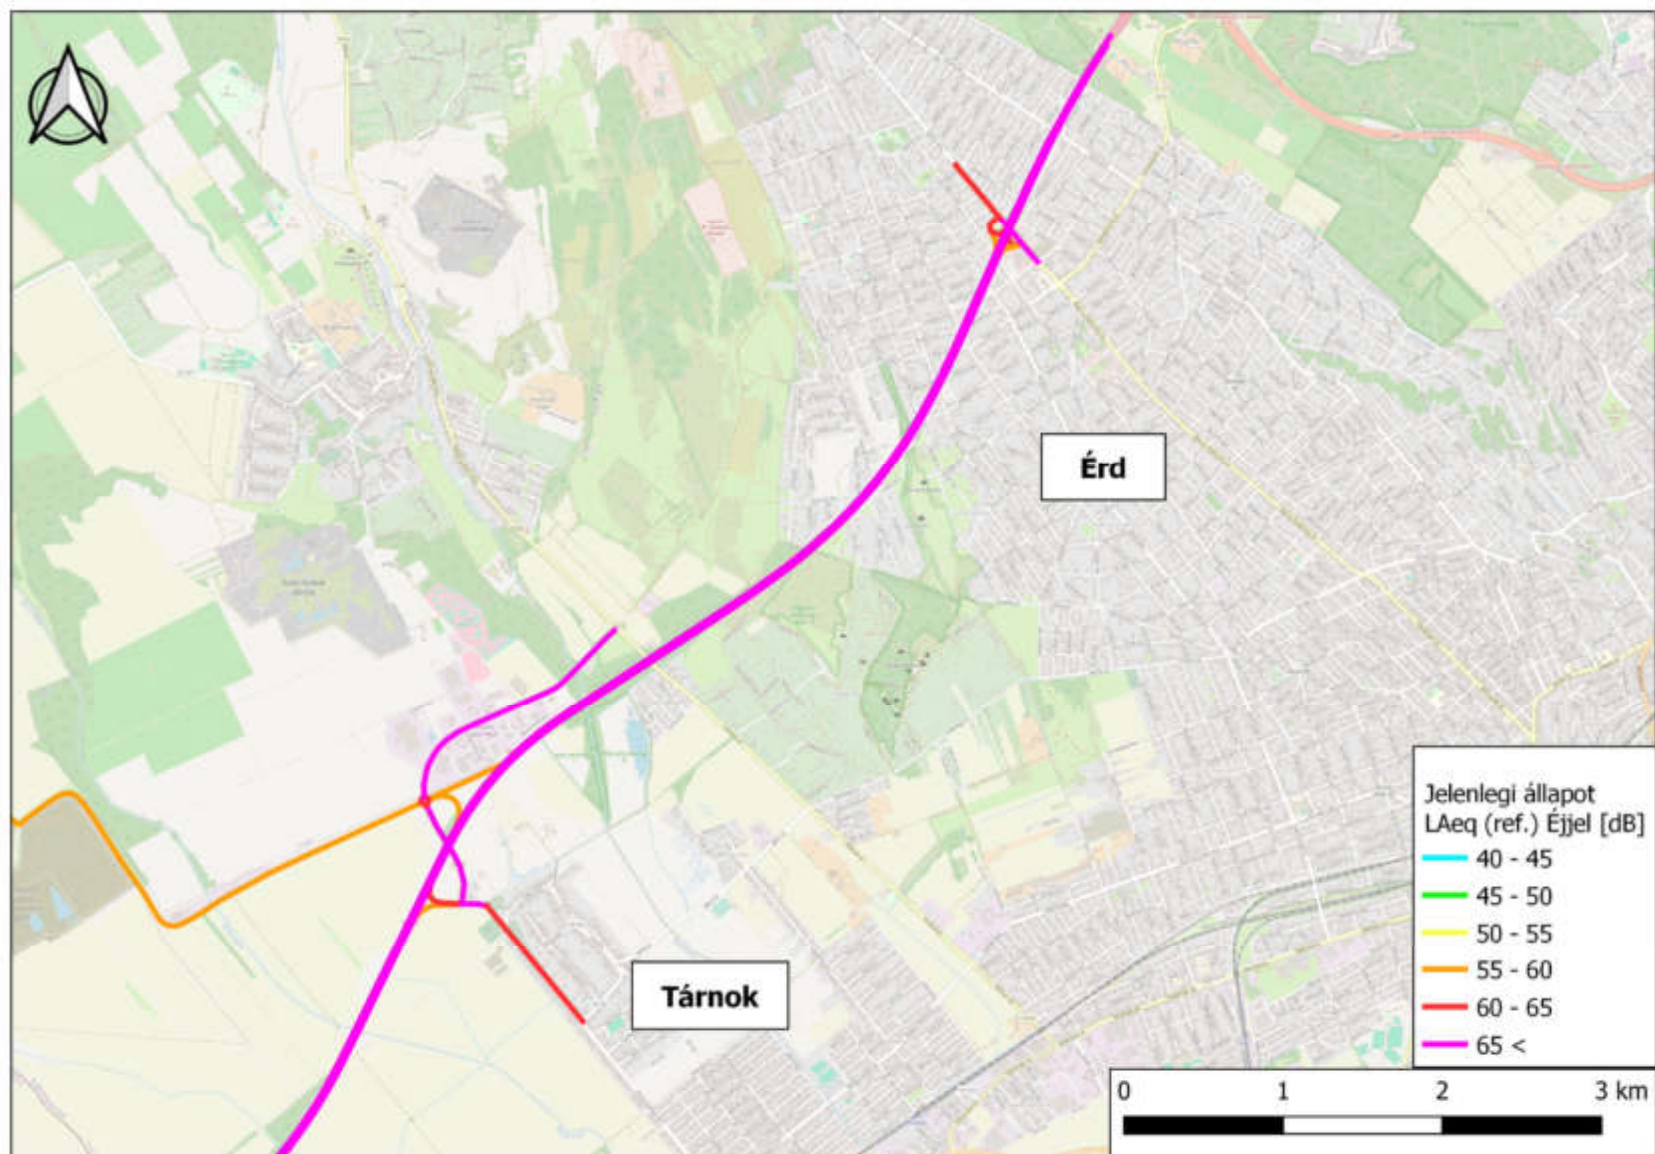 Érd
Tárnok
Jelenlegi állapot
LAeq (ref.) Éjjel [dB]
40 - 45
45 - 50
50 - 55
55 - 60
60 - 65
65 <
0 1 2 3 km